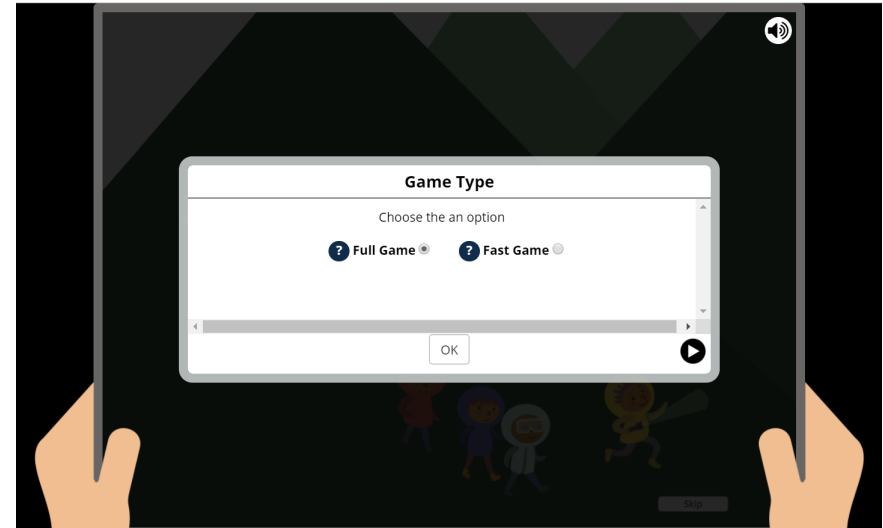 Game Type
Choose the an option
? Full Game ? Fast Game
OK
Skip